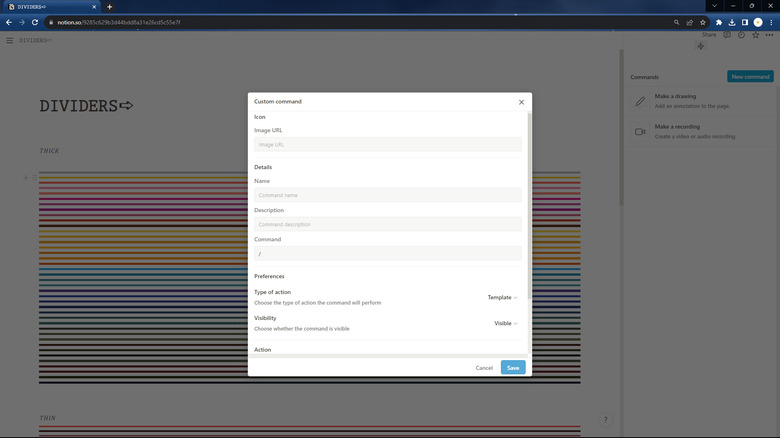 DIVIDERS➪
notion.so/9285c629b3d44bdd8a31e26cd5c55e7f
DIVIDERS➪
Share
DIVIDERS➪
Commands
New command
Make a drawing
Add an annotation to the page.
Make a recording
Create a video or audio recording.
THICK
Custom command
Icon
Image URL
Image URL
Details
Name
Command name
Description
Command description
Command
/
Preferences
Type of action
Template
Choose the type of action the command will perform
Visibility
Visible
Choose whether the command is visible
Action
Cancel
Save
THIN
?